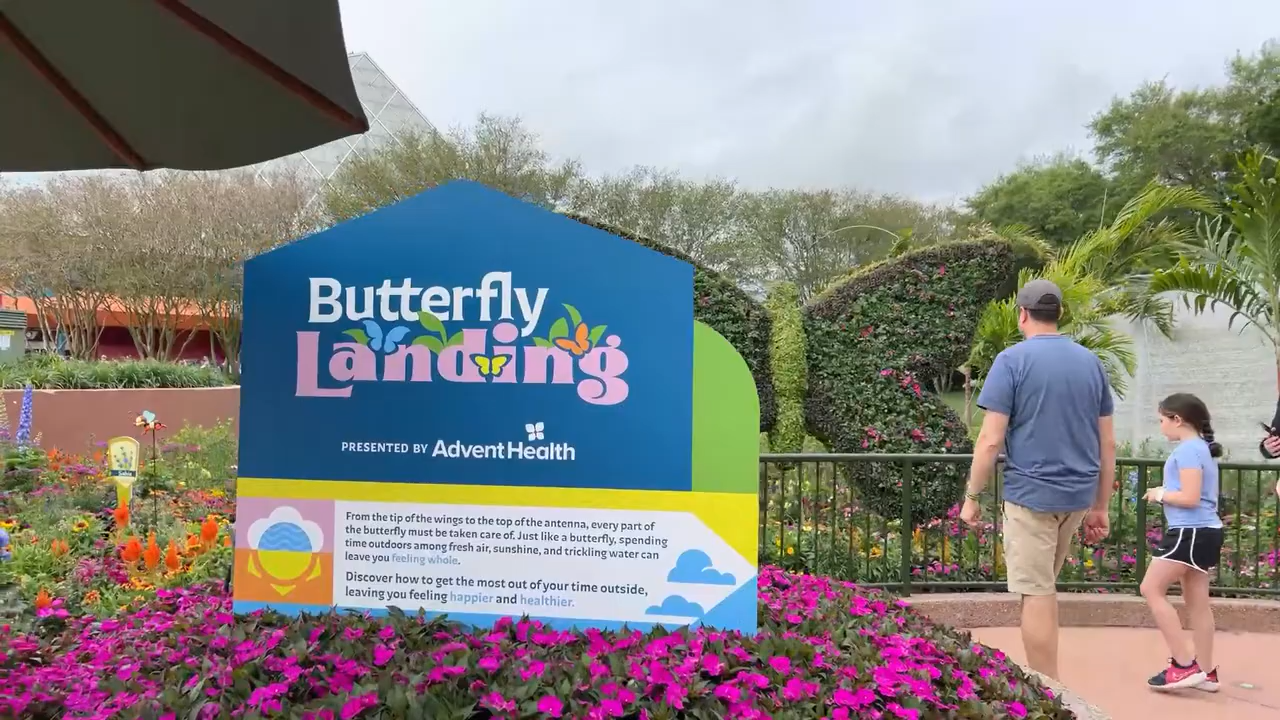 Butterfly
Landing
PRESENTED BY AdventHealth
From the tip of the wings to the top of the antenna, every part of
the butterfly must be taken care of. Just like a butterfly, spending
time outdoors among fresh air, sunshine, and trickling water can
leave you feeling whole.
Discover how to get the most out of your time outside,
leaving you feeling happier and healthier.